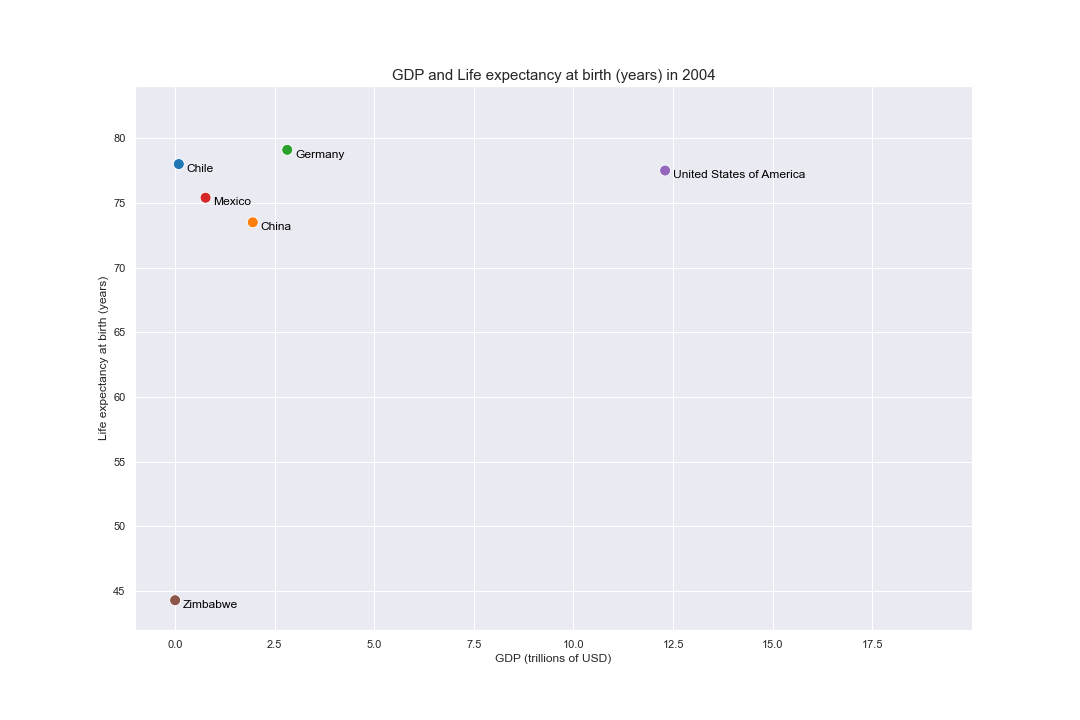 GDP and Life expectancy at birth (years) in 2004
80
75
70
65
60
55
50
45
Life expectancy at birth (years)
Germany
Chile
United States of America
Mexico
China
Zimbabwe
0.0 2.5 5.0 7.5 10.0 12.5 15.0 17.5
GDP (trillions of USD)